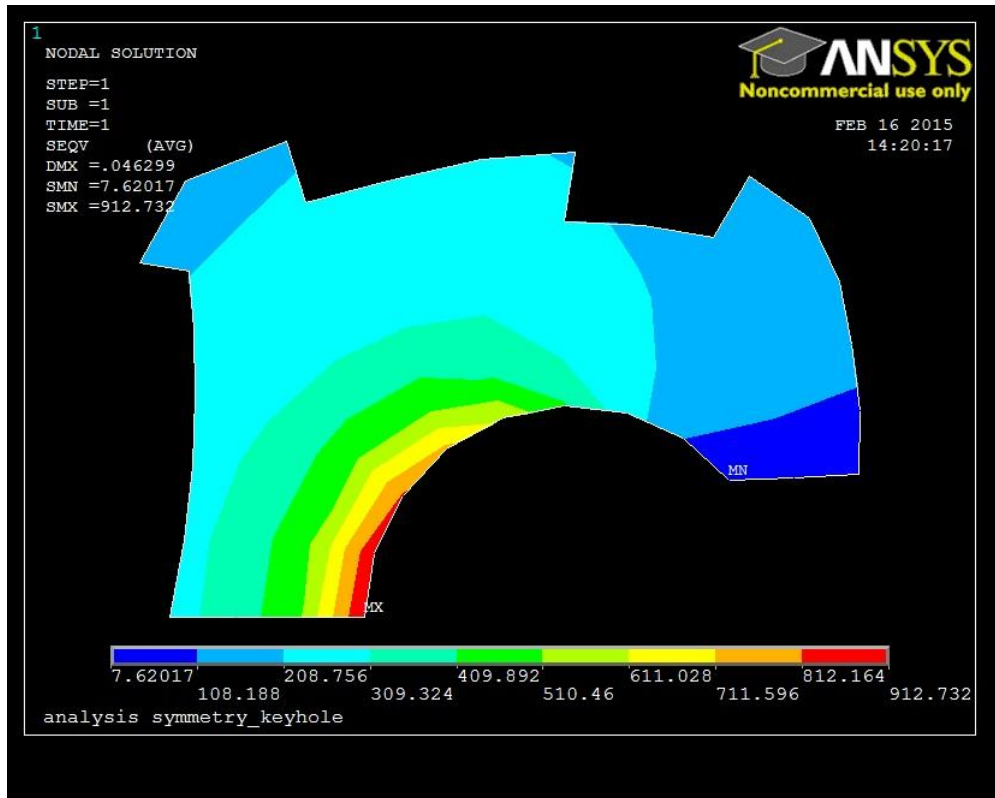 1
NODAL SOLUTION
STEP=1
SUB =1
TIME=1
SEQV (AVG)
DMX =.046299
SMN =7.62017
SMX =912.732
ANSYS
Noncommercial use only
FEB 16 2015
14:20:17
MN
MX
7.62017 208.756 409.892 611.028 812.164
108.188 309.324 510.46 711.596 912.732
analysis symmetry_keyhole